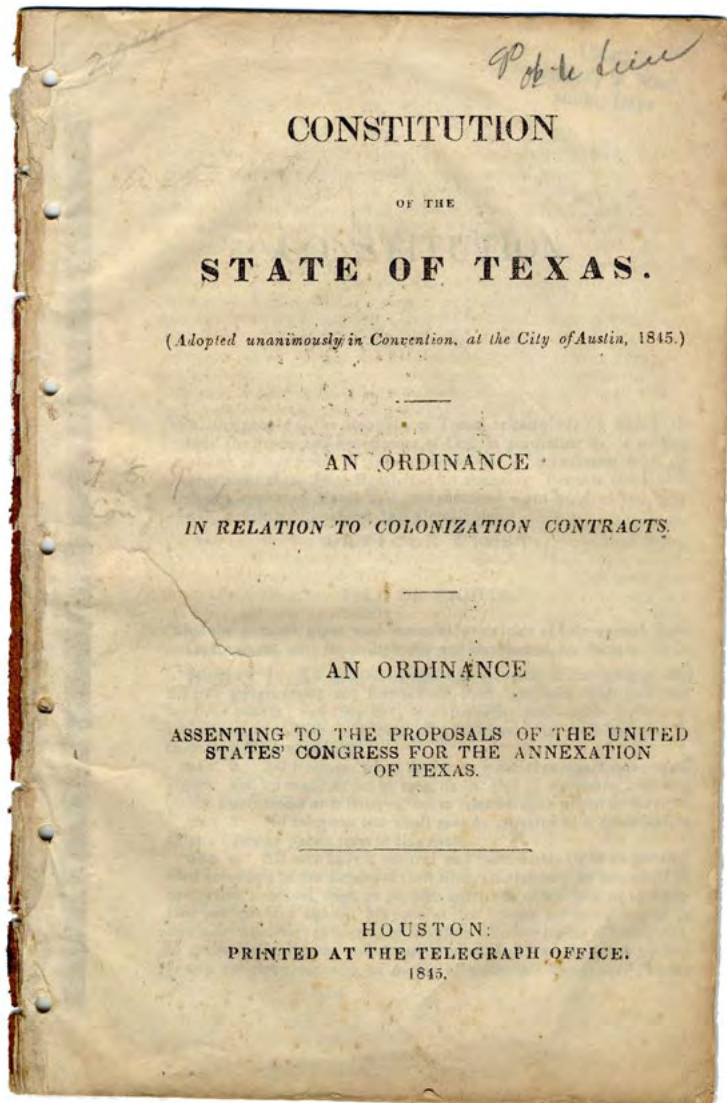 CONSTITUTION
OF THE
STATE OF TEXAS.
(Adopted unanimously in Convention, at the City of Austin, 1845.)
AN ORDINANCE
IN RELATION TO COLONIZATION CONTRACTS.
AN ORDINANCE
ASSENTING TO THE PROPOSALS OF THE UNITED
STATES' CONGRESS FOR THE ANNEXATION
OF TEXAS.
HOUSTON:
PRINTED AT THE TELEGRAPH OFFICE.
1845.